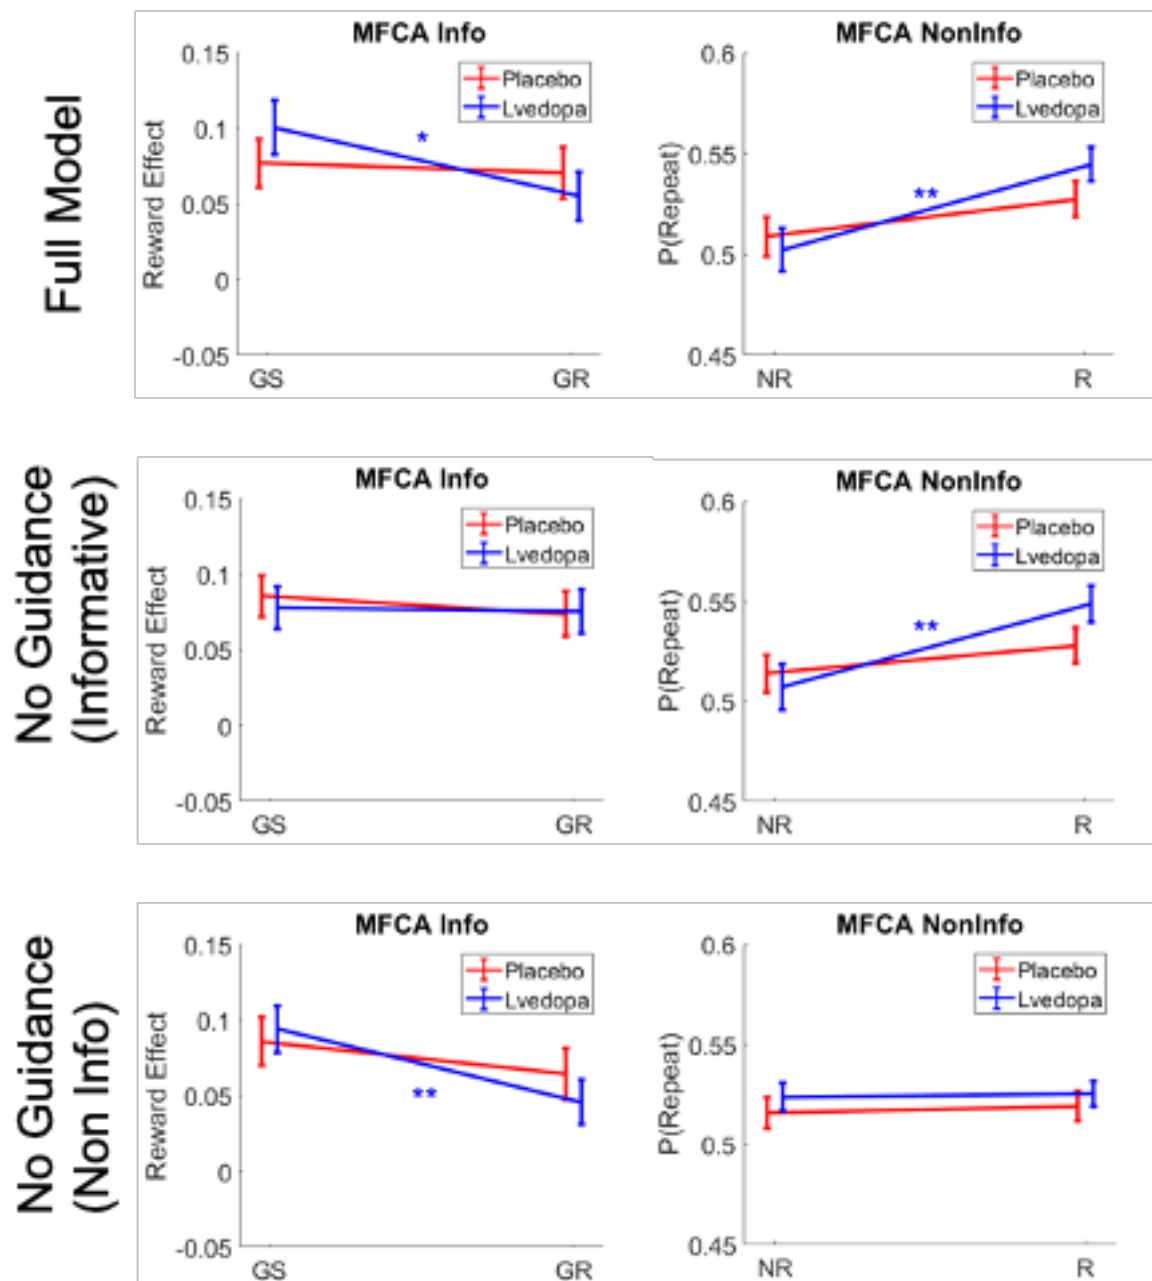 Full Model
MFCA Info
0.15
0.1
0.05
0
-0.05
Reward Effect
Placebo
Lvedopa
*
GS
GR
MFCA NonInfo
0.6
0.55
0.5
0.45
P(Repeat)
Placebo
Lvedopa
**
NR
R
No Guidance
(Informative)
MFCA Info
0.15
0.1
0.05
0
-0.05
Reward Effect
Placebo
Lvedopa
GS
GR
MFCA NonInfo
0.6
0.55
0.5
0.45
P(Repeat)
Placebo
Lvedopa
**
NR
R
No Guidance
(Non Info)
MFCA Info
0.15
0.1
0.05
0
-0.05
Reward Effect
Placebo
Lvedopa
**
GS
GR
MFCA NonInfo
0.6
0.55
0.5
0.45
P(Repeat)
Placebo
Lvedopa
NR
R